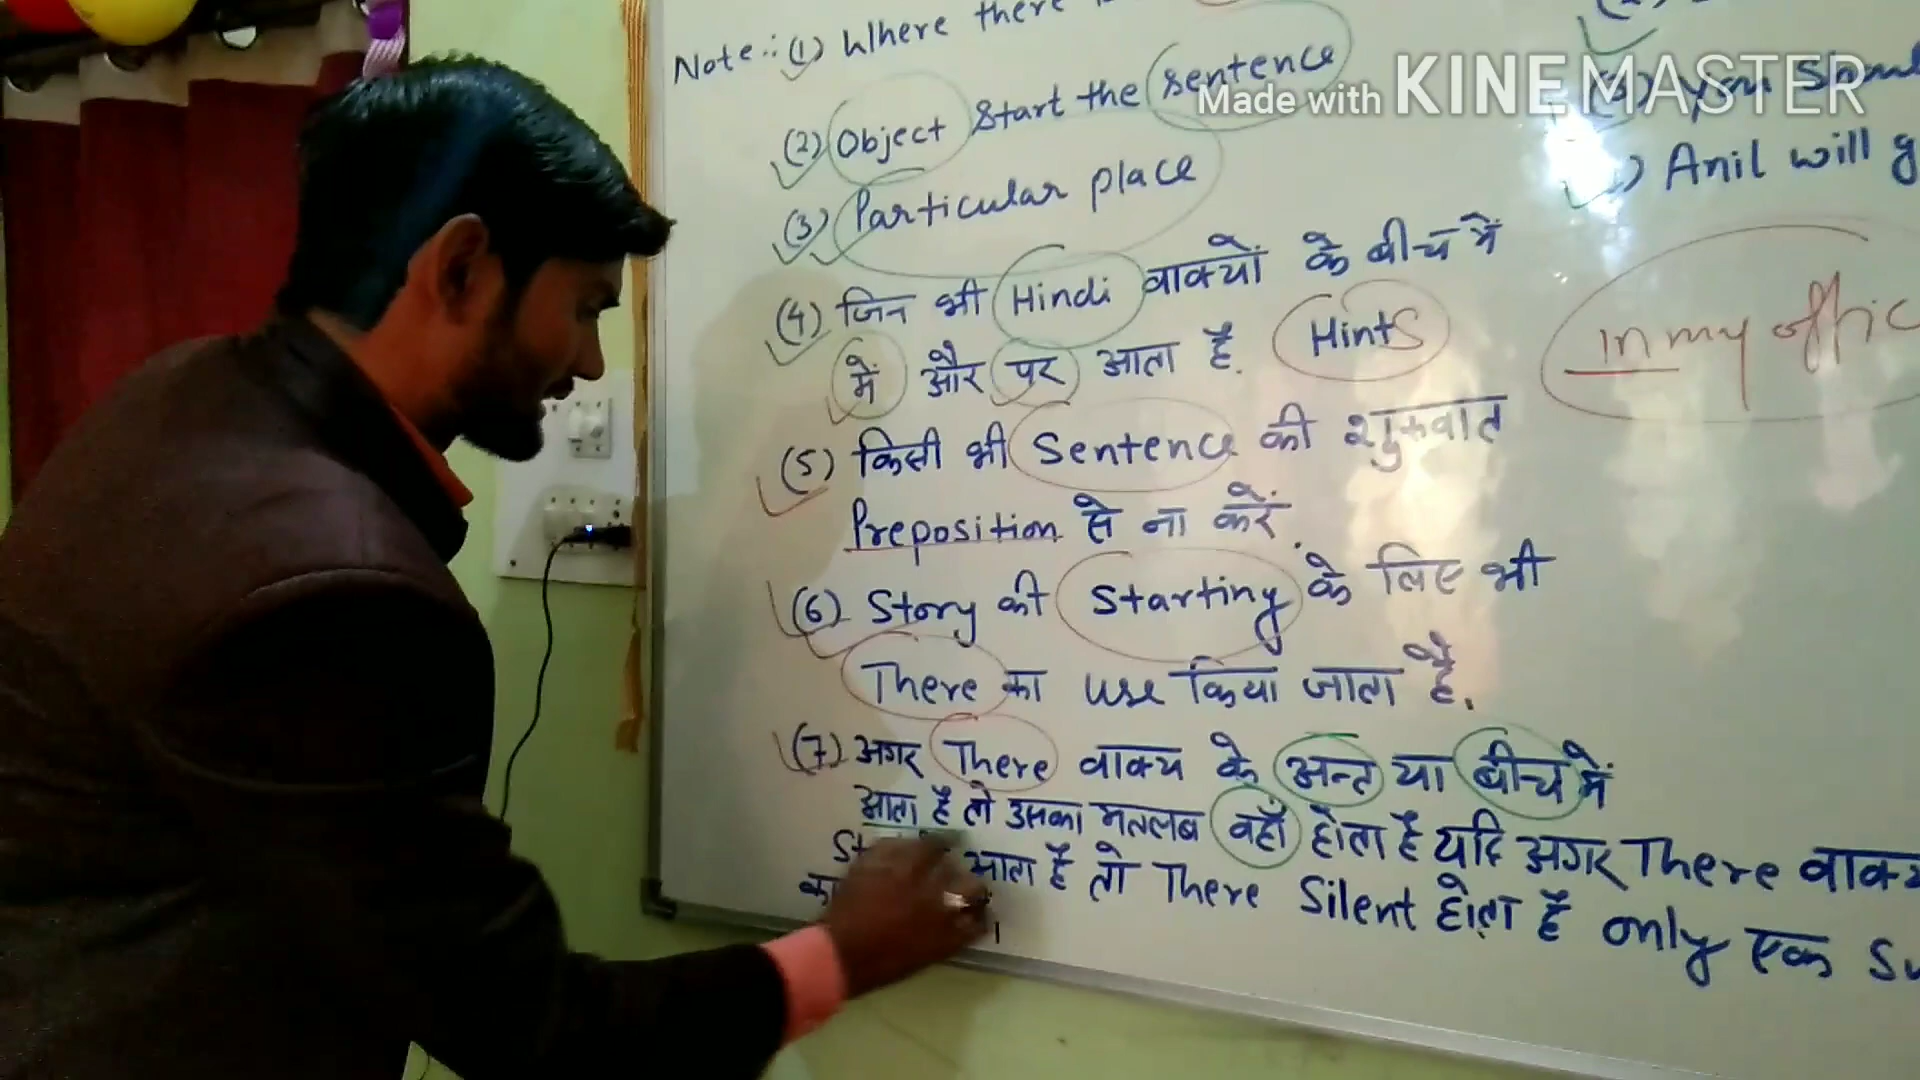 Note :- (1) Where there
(2) Object start the sentence
(3) Particular place
(4) जिन भी Hindi वाक्यों के बीच में
में और पर आता है. Hints
(5) किसी भी Sentence की शुरुवात
Preposition से ना करें.
(6) Story की Starting के लिए भी
There का use किया जाता है.
(7) अगर There वाक्य के अन्त या बीच में
आता है तो उसका मतलब वहाँ होता है यदि अगर There वाक्य
आता है तो There Silent होता है only एक
का
You
Anil will
in my offic
Made with KINEMASTER